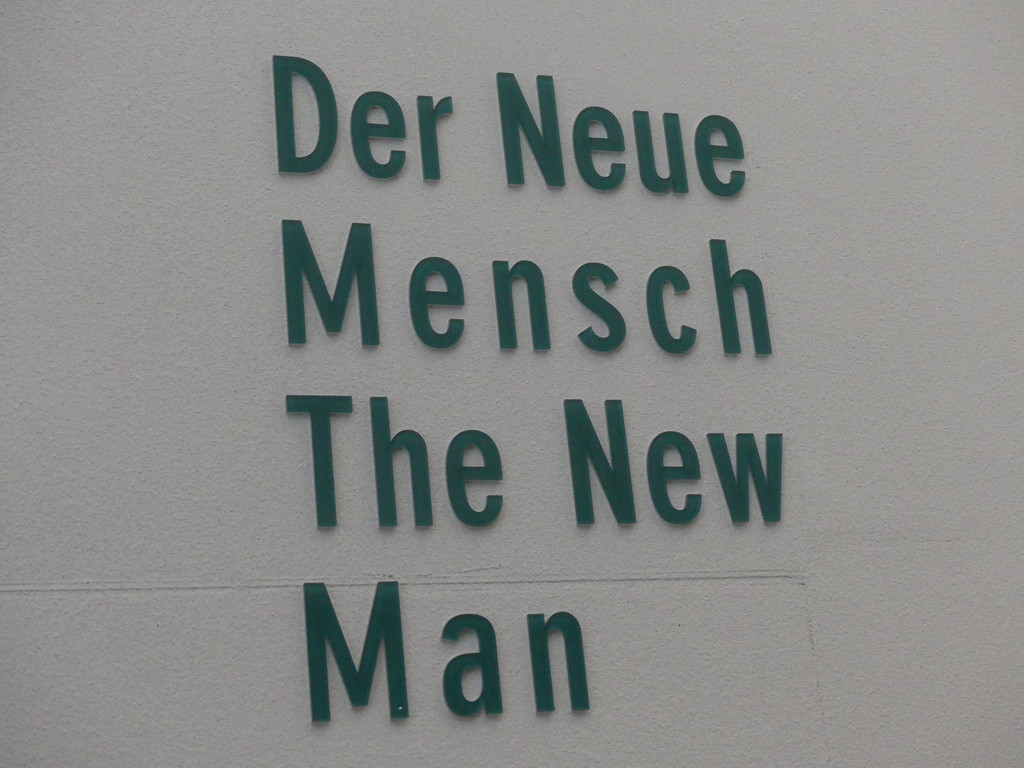 Der Neue
Mensch
The New
Man